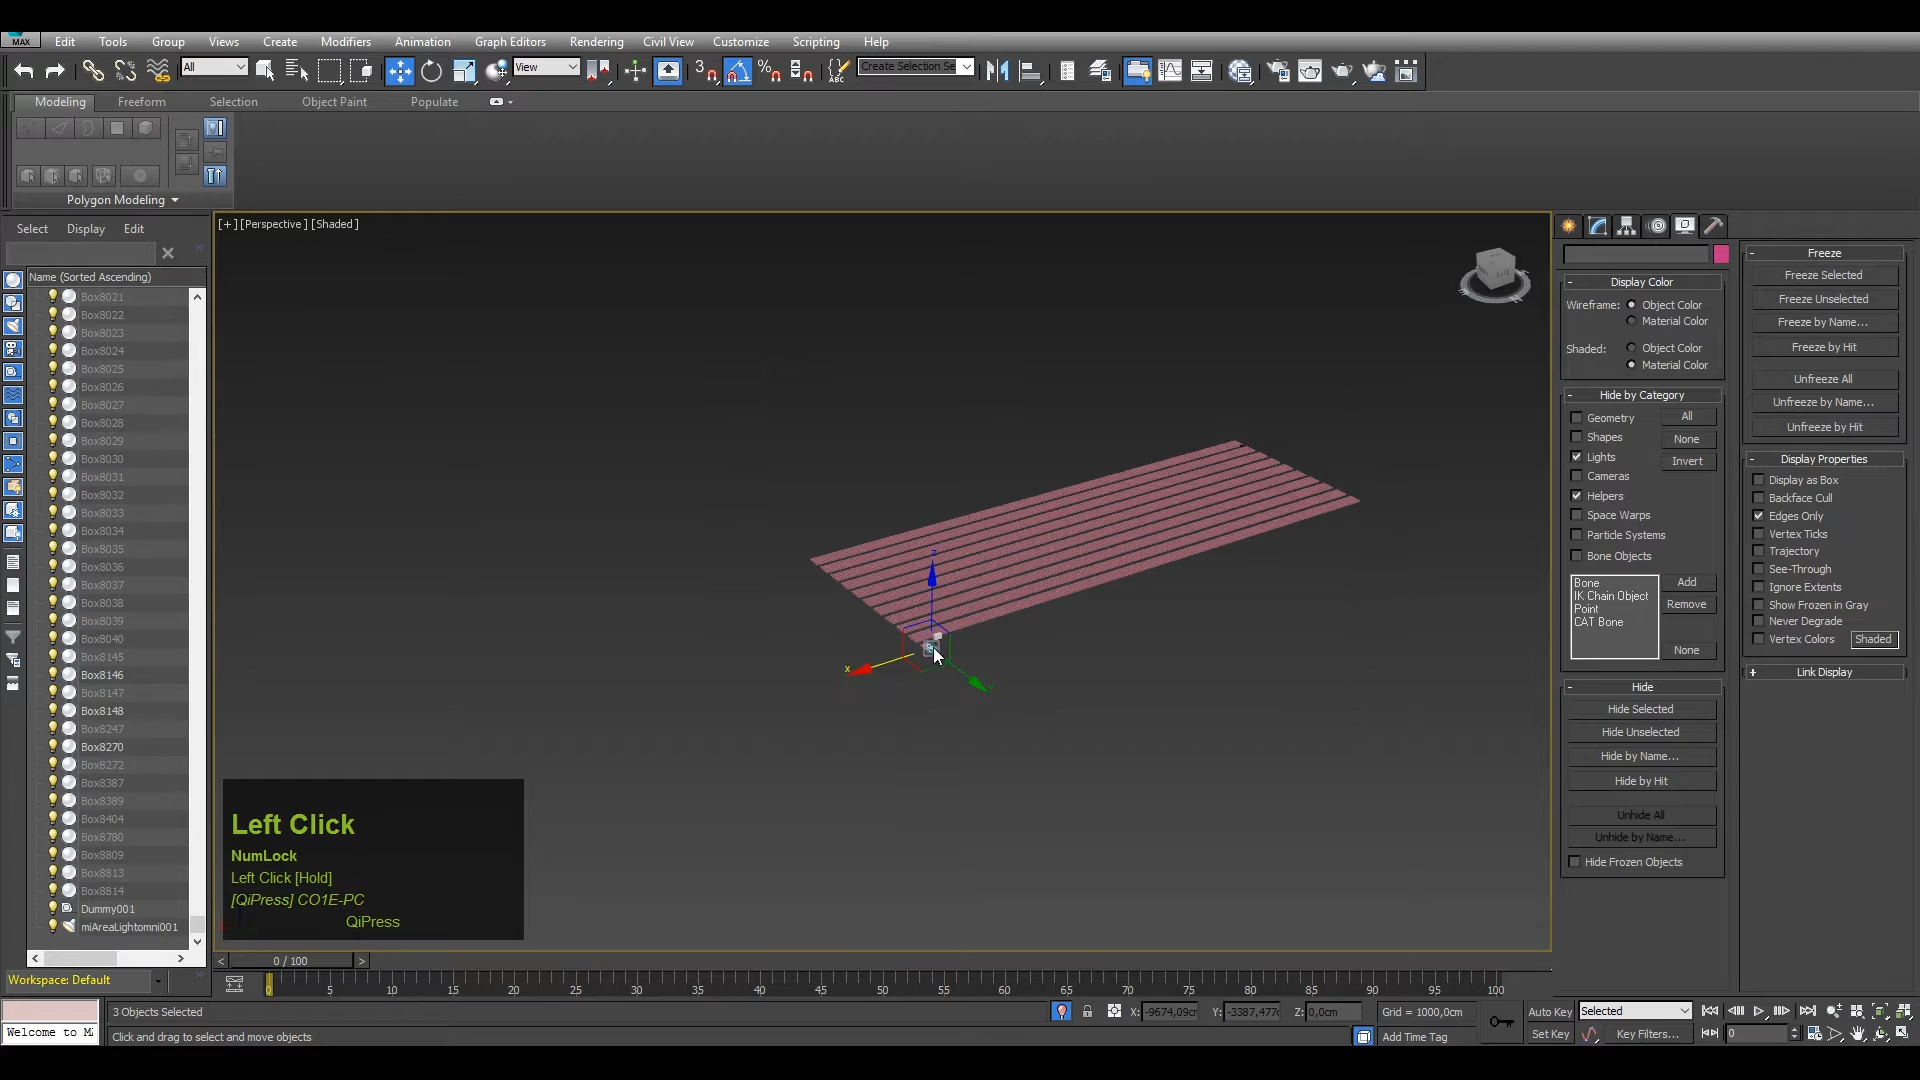 MAX Edit Tools Group Views Create Modifiers Animation Graph Editors Rendering Civil View Customize Scripting Help
All View 3 % ABC Create Selection Se
Modeling Freeform Selection Object Paint Populate
Polygon Modeling
Select Display Edit
Name (Sorted Ascending)
Box8021
Box8022
Box8023
Box8024
Box8025
Box8026
Box8027
Box8028
Box8029
Box8030
Box8031
Box8032
Box8033
Box8034
Box8035
Box8036
Box8037
Box8038
Box8039
Box8040
Box8145
Box8146
Box8147
Box8148
Box8247
Box8270
Box8272
Box8387
Box8389
Box8404
Box8780
Box8809
Box8813
Box8814
Dummy001
miAreaLightomni001
Workspace: Default
[+] [Perspective ] [Shaded ]
z
x
y
Left Click
NumLock
Left Click [Hold]
[QiPress] CO1E-PC
QiPress
Display Color
Wireframe: Object Color
Material Color
Shaded: Object Color
Material Color
Hide by Category
Geometry All
Shapes None
Lights Invert
Cameras
Helpers
Space Warps
Particle Systems
Bone Objects
Bone Add
IK Chain Object
Point Remove
CAT Bone
None
Hide
Hide Selected
Hide Unselected
Hide by Name...
Hide by Hit
Unhide All
Unhide by Name...
Hide Frozen Objects
Freeze
Freeze Selected
Freeze Unselected
Freeze by Name...
Freeze by Hit
Unfreeze All
Unfreeze by Name...
Unfreeze by Hit
Display Properties
Display as Box
Backface Cull
Edges Only
Vertex Ticks
Trajectory
See-Through
Ignore Extents
Show Frozen in Gray
Never Degrade
Vertex Colors Shaded
Link Display
< 0 / 100 >
0 5 10 15 20 25 30 35 40 45 50 55 60 65 70 75 80 85 90 95 100
3 Objects Selected X: -9674,09cr Y: -3387,477( Z: 0,0cm Grid = 1000,0cm Auto Key Selected
Welcome to Click and drag to select and move objects Add Time Tag Set Key Key Filters... 0